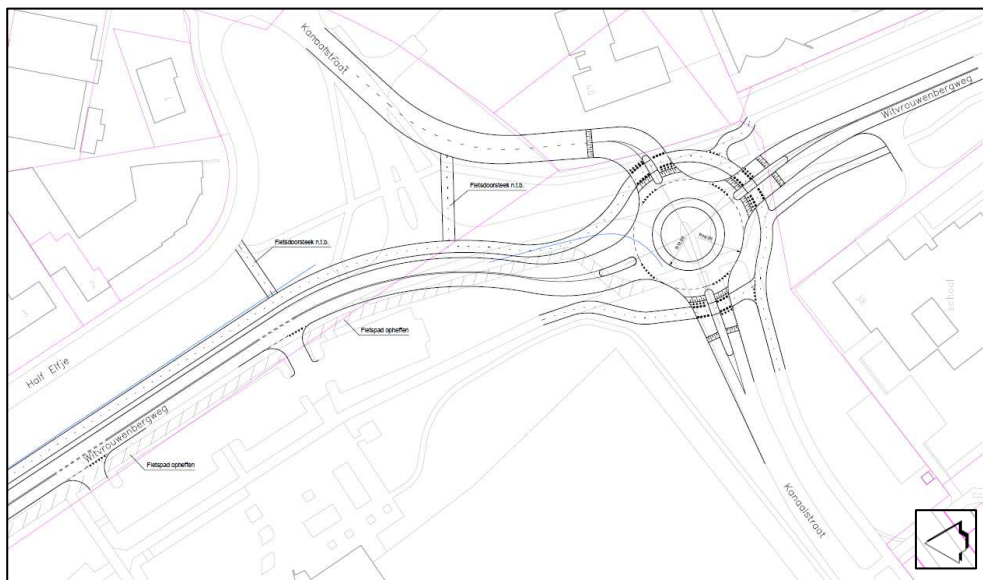 Kanaalstraat
Witvrouwenbergweg
Fietsdoorsteek n.t.b.
Fietsdoorsteek n.t.b.
school
Half Elfje
Fietspad opheffen
Witvrouwenbergweg
Fietspad opheffen
Kanaalstraat